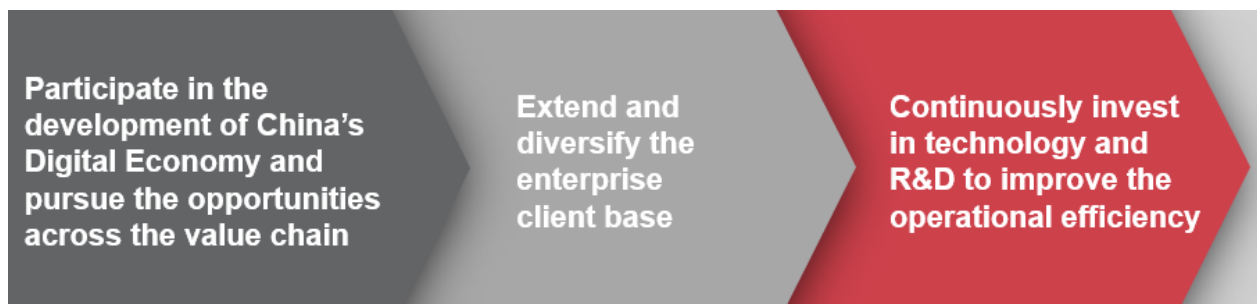 Participate in the
development of China's
Digital Economy and
pursue the opportunities
across the value chain
Extend and
diversify the
enterprise
client base
Continuously invest
in technology and
R&D to improve the
operational efficiency